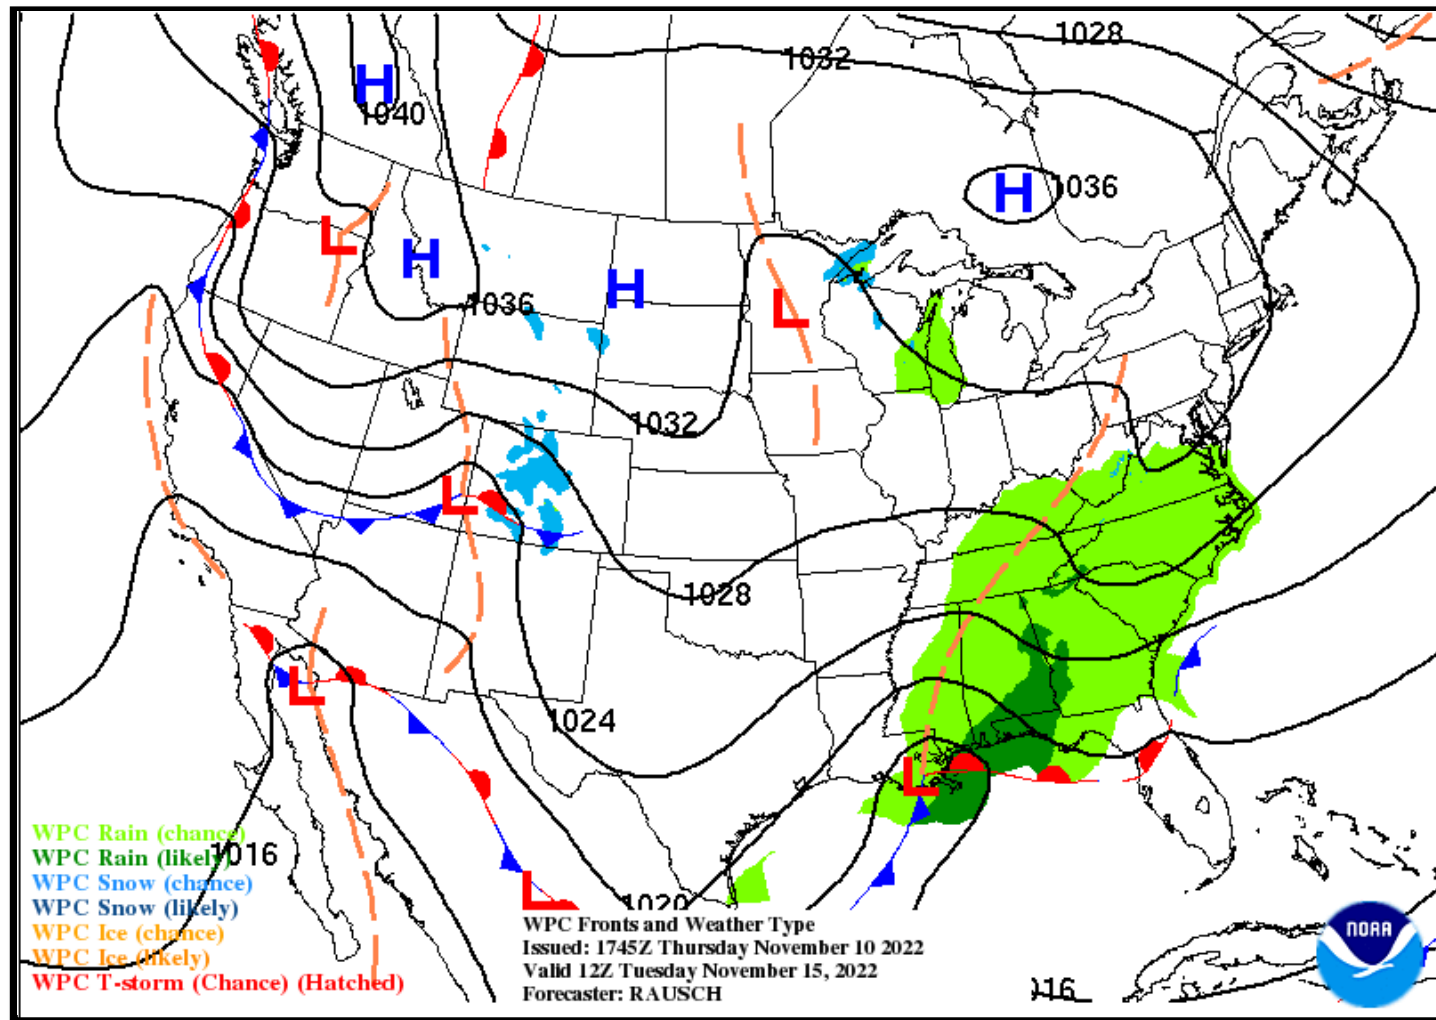 1028
1032
H
1040
H
1036
L
H
H
1036
L
1032
L
1028
L
1024
L
WPC Rain (chance)
WPC Rain (likely)
1016
WPC Snow (chance)
WPC Snow (likely)
WPC Ice (chance)
WPC Ice (likely)
WPC T-storm (Chance) (Hatched)
L
1020
WPC Fronts and Weather Type
Issued: 1745Z Thursday November 10 2022
Valid 12Z Tuesday November 15, 2022
Forecaster: RAUSCH
NOAA